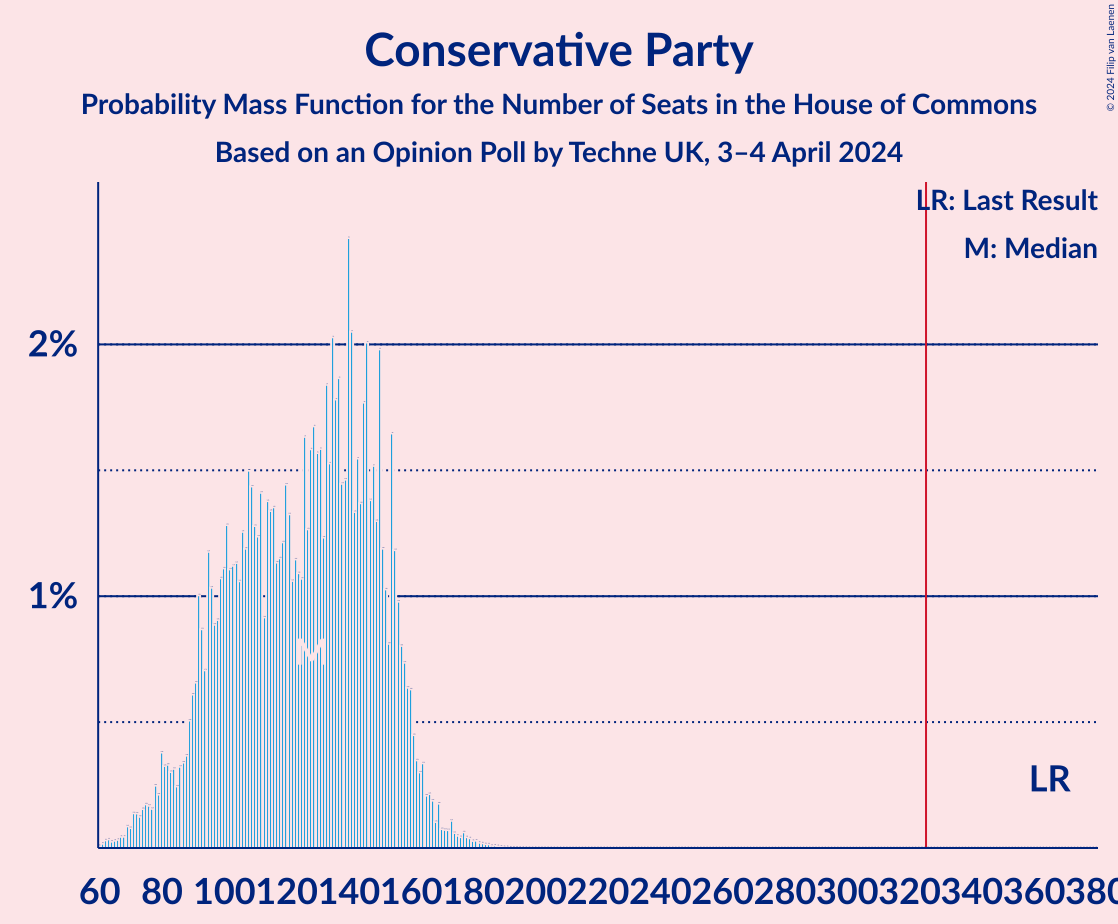 Conservative Party
Probability Mass Function for the Number of Seats in the House of Commons
Based on an Opinion Poll by Techne UK, 3–4 April 2024
© 2024 Filip van Laenen
LR: Last Result
M: Median
2%
1%
M
LR
60 80 100 120 140 160 180 200 220 240 260 280 300 320 340 360 380